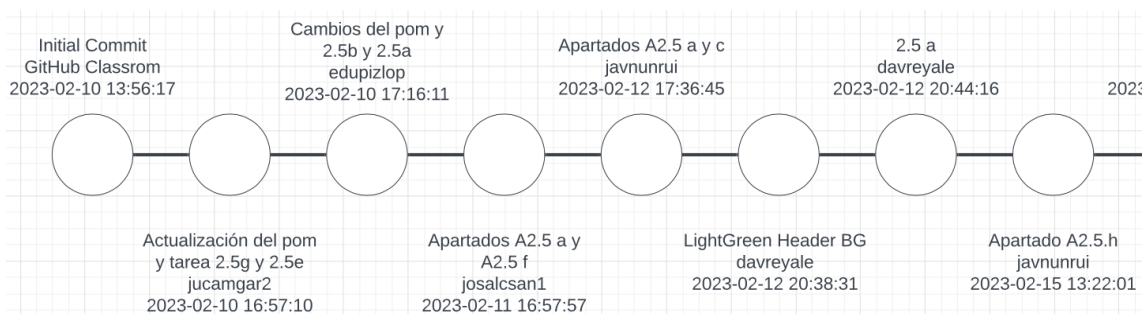 Initial Commit
GitHub Classrom
2023-02-10 13:56:17
Actualización del pom
y tarea 2.5g y 2.5e
jucamgar2
2023-02-10 16:57:10
Cambios del pom y
2.5b y 2.5a
edupizlop
2023-02-10 17:16:11
Apartados A2.5 a y
A2.5 f
josalcsan1
2023-02-11 16:57:57
Apartados A2.5 a y c
javnunrui
2023-02-12 17:36:45
LightGreen Header BG
davreyale
2023-02-12 20:38:31
2.5 a
davreyale
2023-02-12 20:44:16
Apartado A2.5.h
javnunrui
2023-02-15 13:22:01